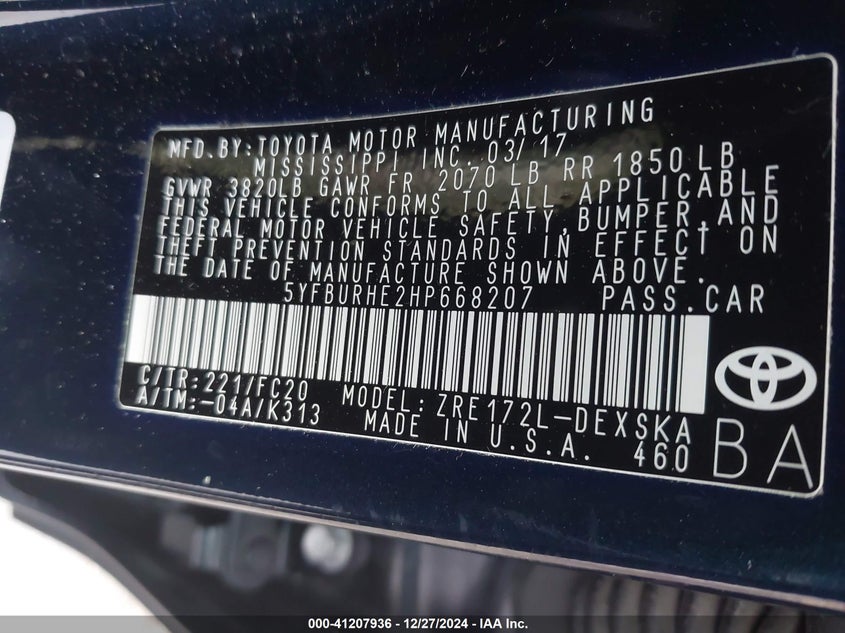 MFD.BY:TOYOTA MOTOR MANUFACTURING
MISSISSIPPI INC. 03/17
GVWR 3820LB GAWR FR 2070 LB RR 1850LB
THIS VEHICLE CONFORMS TO ALL APPLICABLE
FEDERAL MOTOR VEHICLE SAFETY,BUMPER,AND
THEFT PREVENTION STANDARDS IN EFFECT ON
THE DATE OF MANUFACTURE SHOWN ABOVE.
5YFBURHE2HP668207 PASS.CAR
C/TR:221/FC20 MODEL:ZRE172L-DEXSKA
A/TM:-04A/K313 MADE IN U.S.A. 460
BA
000-41207936 - 12/27/2024 - IAA Inc.